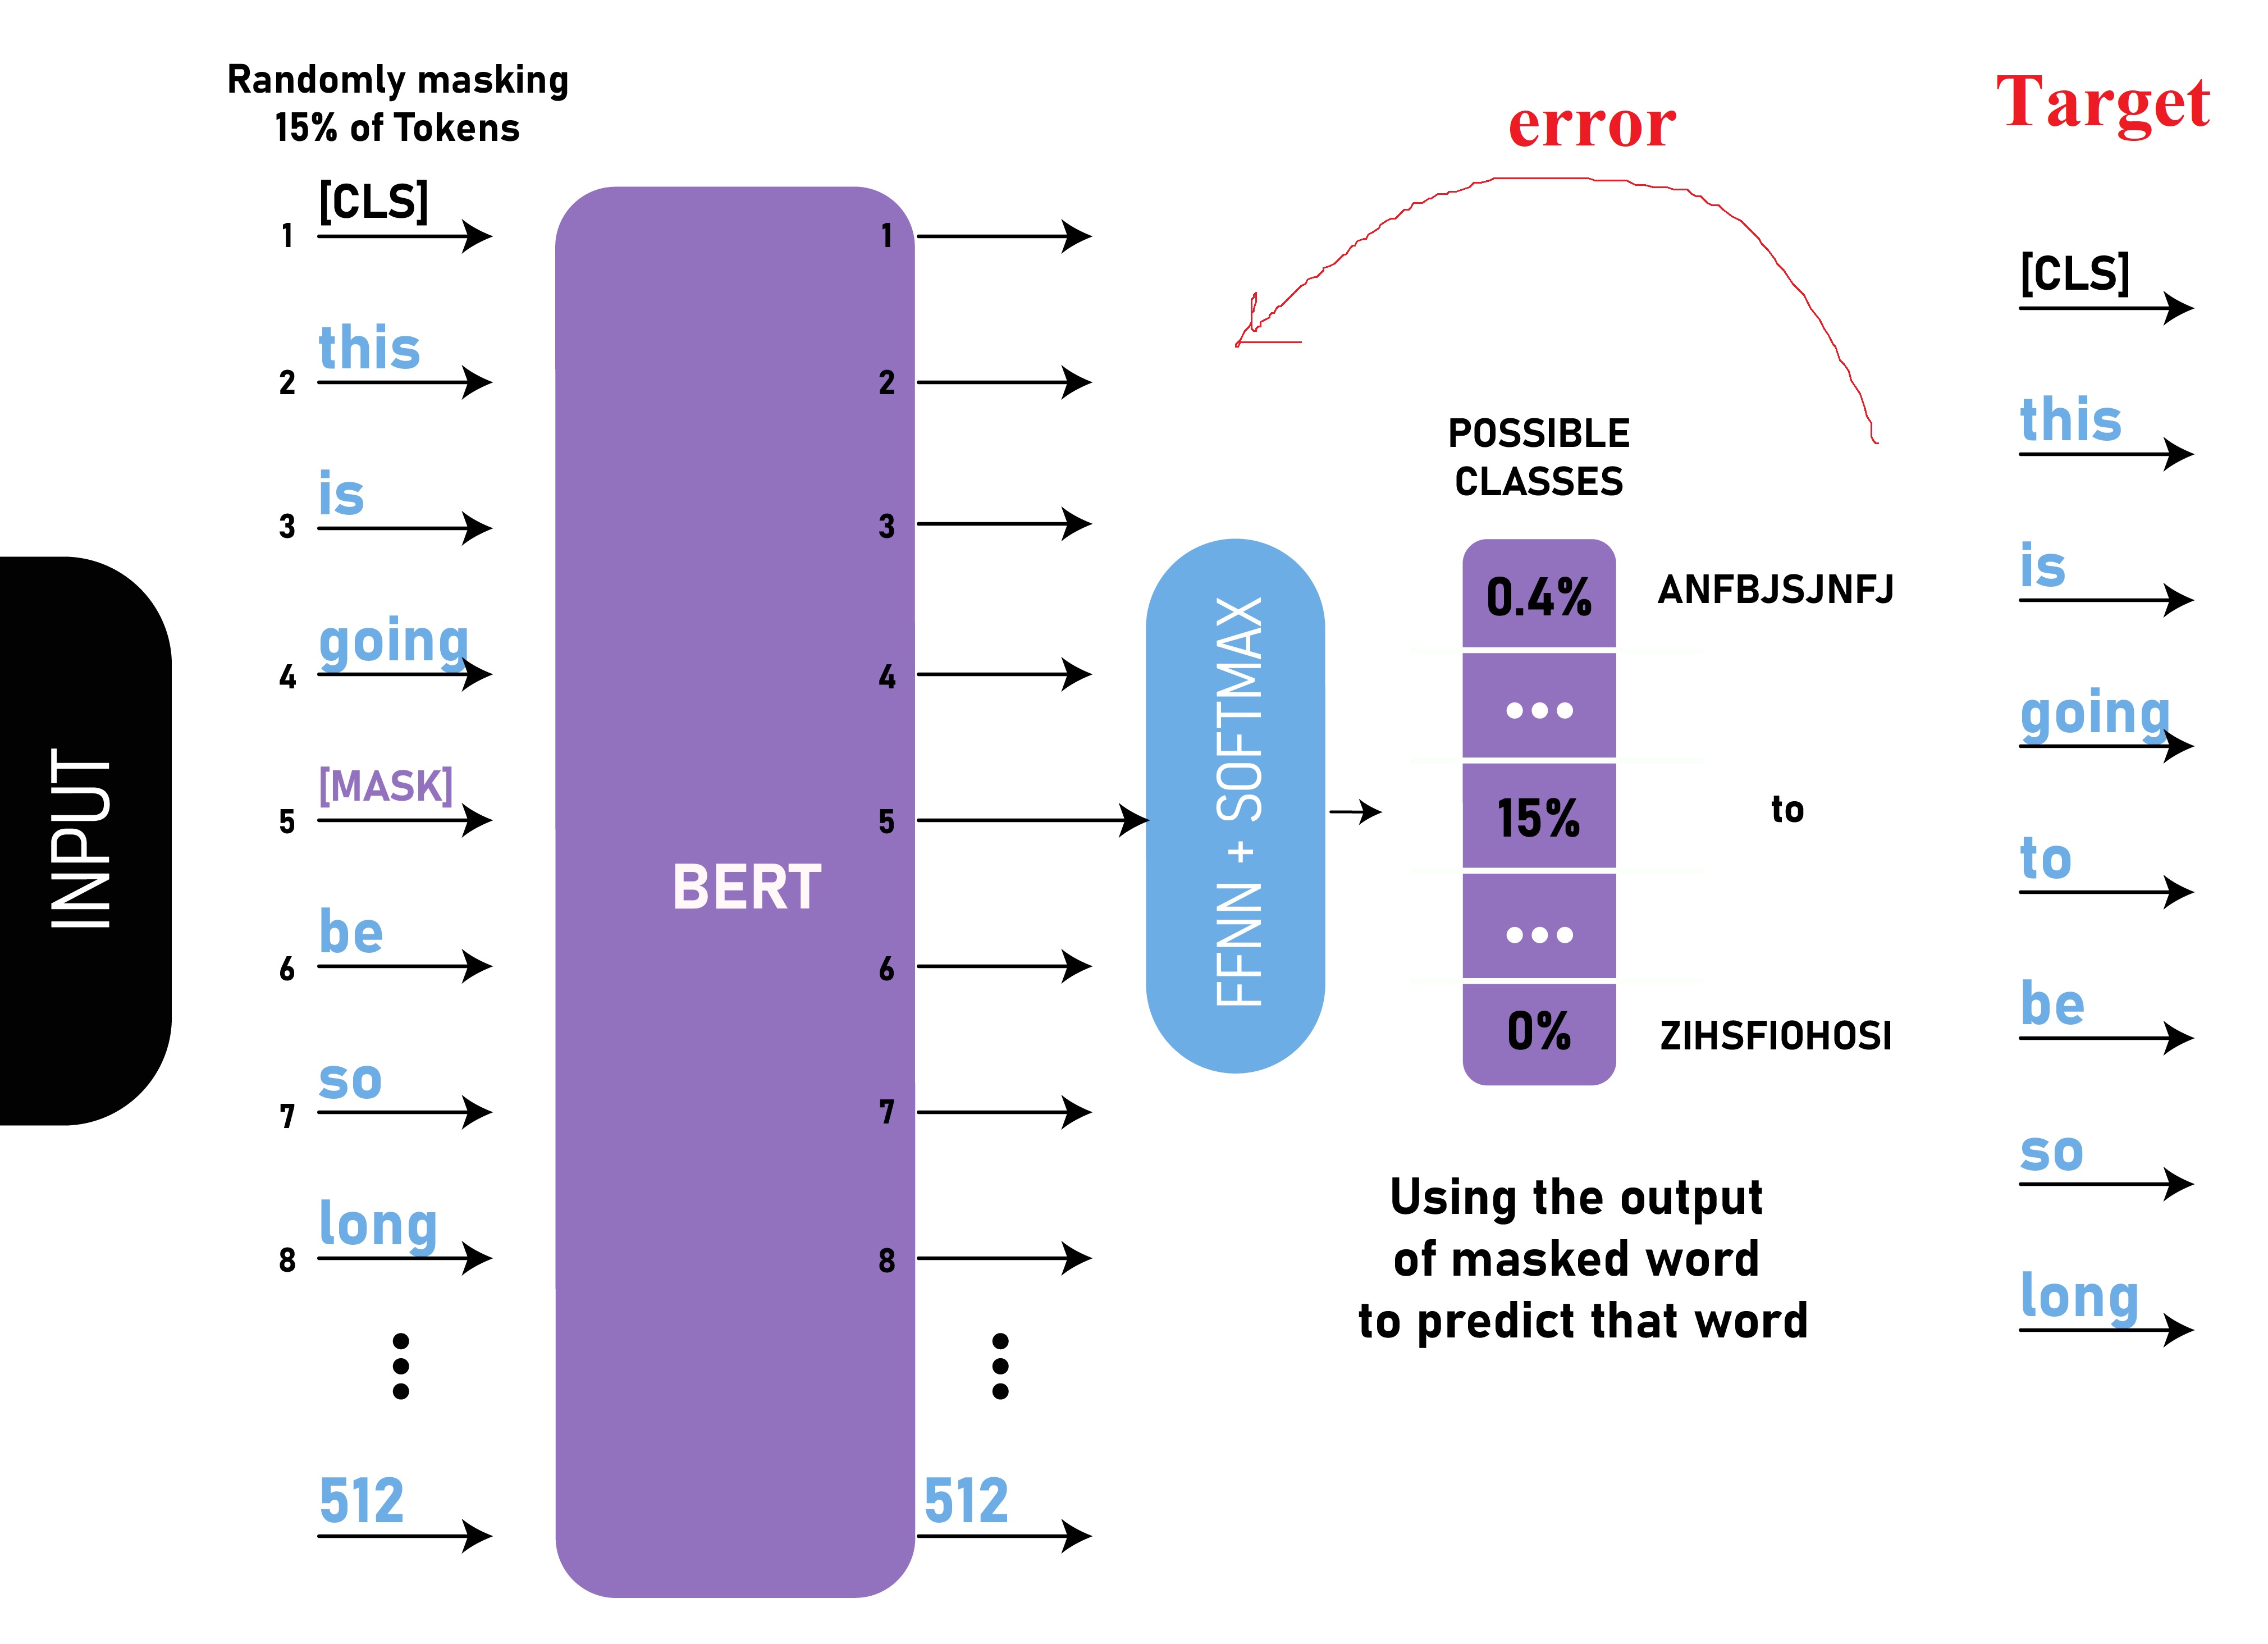 Randomly masking
15% of Tokens
error
Target
INPUT
1 [CLS]
2 this
3 is
4 going
5 [MASK]
6 be
7 so
8 long
512
BERT
1
2
3
4
5
6
7
8
512
FFNN + SOFTMAX
POSSIBLE
CLASSES
0.4% ANFBJSJNFJ
15% to
0% ZIHSFIOHOSI
Using the output
of masked word
to predict that word
[CLS]
this
is
going
to
be
so
long